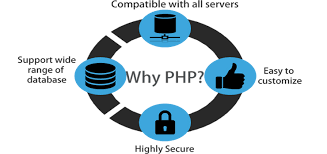 Compatible with all servers
Support wide
range of
database
Why PHP?
Easy to
customize
Highly Secure